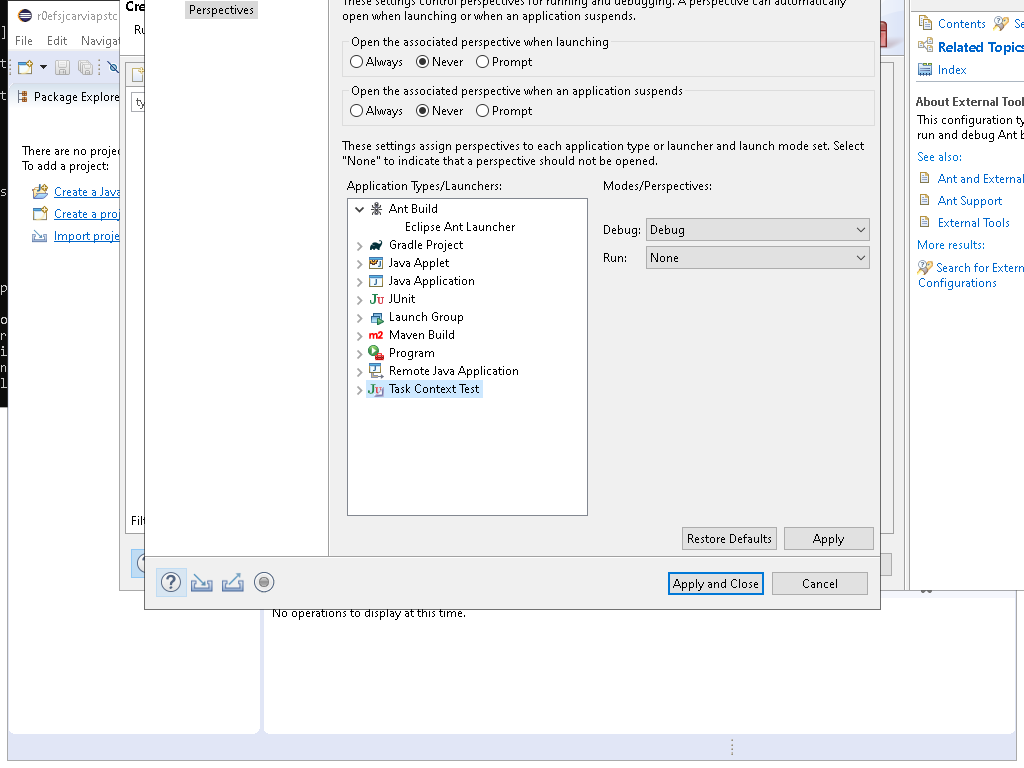 r0efsjcarviapstc
File Edit Navigat
Package Explore
There are no proje
To add a project:
Create a Java
Create a proj
Import proje
Cre
Ru
ty
Filt
Perspectives
These settings control perspectives for running and debugging. A perspective can automatically
open when launching or when an application suspends.
Open the associated perspective when launching
Always Never Prompt
Open the associated perspective when an application suspends
Always Never Prompt
These settings assign perspectives to each application type or launcher and launch mode set. Select
"None" to indicate that a perspective should not be opened.
Application Types/Launchers:
Modes/Perspectives:
Ant Build
Eclipse Ant Launcher
Gradle Project
Java Applet
Java Application
JUnit
Launch Group
Maven Build
Program
Remote Java Application
Task Context Test
Debug: Debug
Run: None
Restore Defaults Apply
Apply and Close Cancel
No operations to display at this time.
Contents Se
Related Topics
Index
About External Tool
This configuration ty
run and debug Ant b
See also:
Ant and External
Ant Support
External Tools
More results:
Search for Extern
Configurations